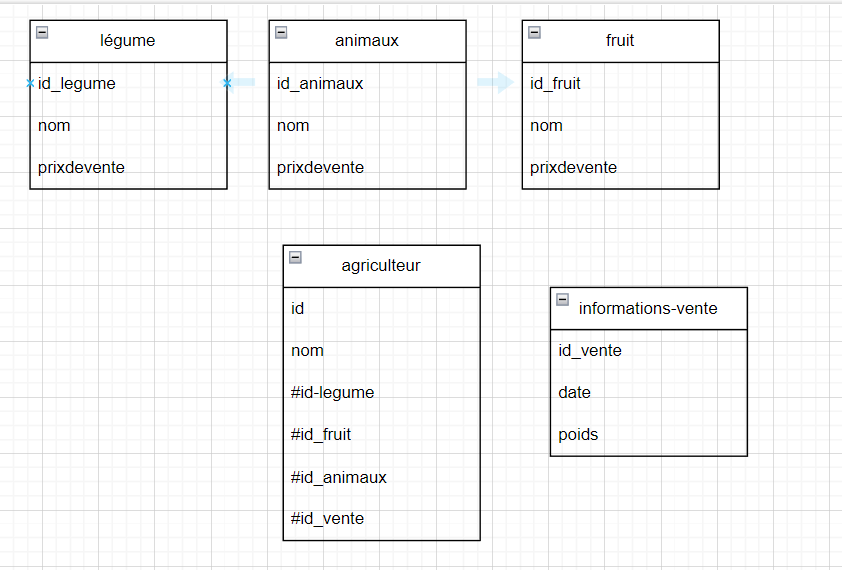 légume
id_legume
nom
prixdevente
animaux
id_animaux
nom
prixdevente
fruit
id_fruit
nom
prixdevente
agriculteur
id
nom
#id-legume
#id_fruit
#id_animaux
#id_vente
informations-vente
id_vente
date
poids